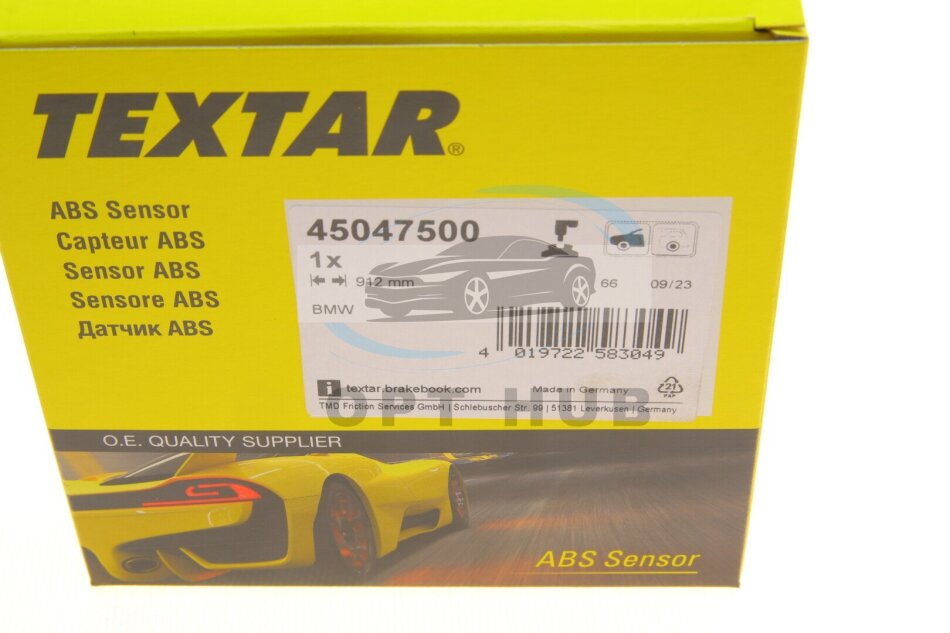 TEXTAR®
ABS Sensor
Capteur ABS
Sensor ABS
Sensore ABS
Датчик ABS
45047500
1x
912 mm
66 09/23
BMW
4 019722 583049
i textar.brakebook.com Made in Germany
21
PAP
TMD Friction Services GmbH | Schlebuscher Str. 99 | 51381 Leverkusen | Germany
OPT HUB
O.E. QUALITY SUPPLIER
ABS Sensor